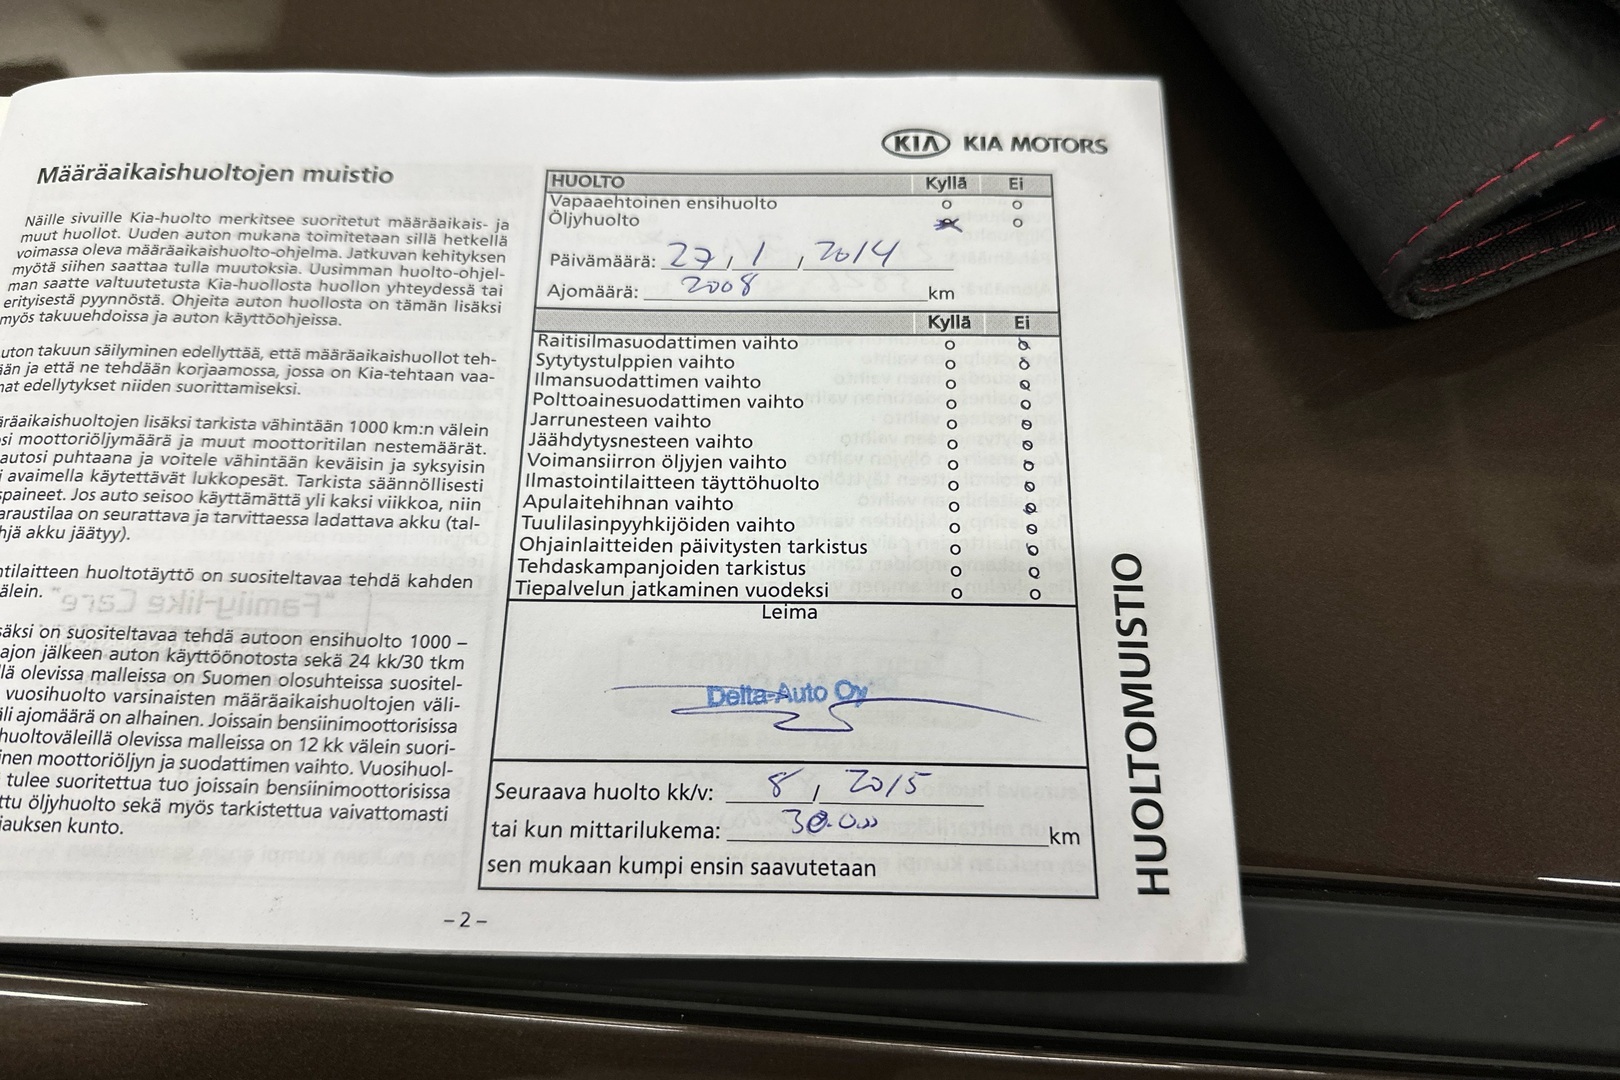 KIA KIA MOTORS
Määräaikaishuoltojen muistio
Näille sivuille Kia-huolto merkitsee suoritetut määräaikais- ja
muut huollot. Uuden auton mukana toimitetaan sillä hetkellä
voimassa oleva määräaikaishuolto-ohjelma. Jatkuvan kehityksen
myötä siihen saattaa tulla muutoksia. Uusimman huolto-ohjel-
man saatte valtuutetusta Kia-huollosta huollon yhteydessä tai
erityisestä pyynnöstä. Ohjeita auton huollosta on tämän lisäksi
myös takuuehdoissa ja auton käyttöohjeissa.
uton takuun säilyminen edellyttää, että määräaikaishuollot teh-
ään ja että ne tehdään korjaamossa, jossa on Kia-tehtaan vaa-
mat edellytykset niiden suorittamiseksi.
äräaikaishuoltojen lisäksi tarkista vähintään 1000 km:n välein
si moottoriöljymäärä ja muut moottoritilan nestemäärät.
autosi puhtaana ja voitele vähintään keväisin ja syksyisin
avaimella käytettävät lukkopesät. Tarkista säännöllisesti
spaineet. Jos auto seisoo käyttämättä yli kaksi viikkoa, niin
araustilaa on seurattava ja tarvittaessa ladattava akku (tal-
hjä akku jäätyy).
ntilaitteen huoltotäyttö on suositeltavaa tehdä kahden
älein.
säksi on suositeltavaa tehdä autoon ensihuolto 1000 –
ajon jälkeen auton käyttöönotosta sekä 24 kk/30 tkm
lä olevissa malleissa on Suomen olosuhteissa suositel-
vuosihuolto varsinaisten määräaikaishuoltojen väli-
äli ajomäärä on alhainen. Joissain bensiinimoottorisissa
huoltoväleillä olevissa malleissa on 12 kk välein suori-
inen moottoriöljyn ja suodattimen vaihto. Vuosihuol-
tulee suoritettua tuo joissain bensiinimoottorisissa
ttu öljyhuolto sekä myös tarkistettua vaivattomasti
jauksen kunto.
HUOLTO Kyllä Ei
Vapaaehtoinen ensihuolto
Öljyhuolto
Päivämäärä: 27, 1, 2014
Ajomäärä: 2008 km
Kyllä Ei
Raitisilmasuodattimen vaihto
Sytytystulppien vaihto
Ilmansuodattimen vaihto
Polttoainesuodattimen vaihto
Jarrunesteen vaihto
Jäähdytysnesteen vaihto
Voimansiirron öljyjen vaihto
Ilmastointilaitteen täyttöhuolto
Apulaitehihnan vaihto
Tuulilasinpyyhkijöiden vaihto
Ohjainlaitteiden päivitysten tarkistus
Tehdaskampanjoiden tarkistus
Tiepalvelun jatkaminen vuodeksi
Leima
Delta-Auto Oy
Seuraava huolto kk/v: 8, 2015
tai kun mittarilukema: 30.000 km
sen mukaan kumpi ensin saavutetaan
HUOLTOMUISTIO
– 2 –